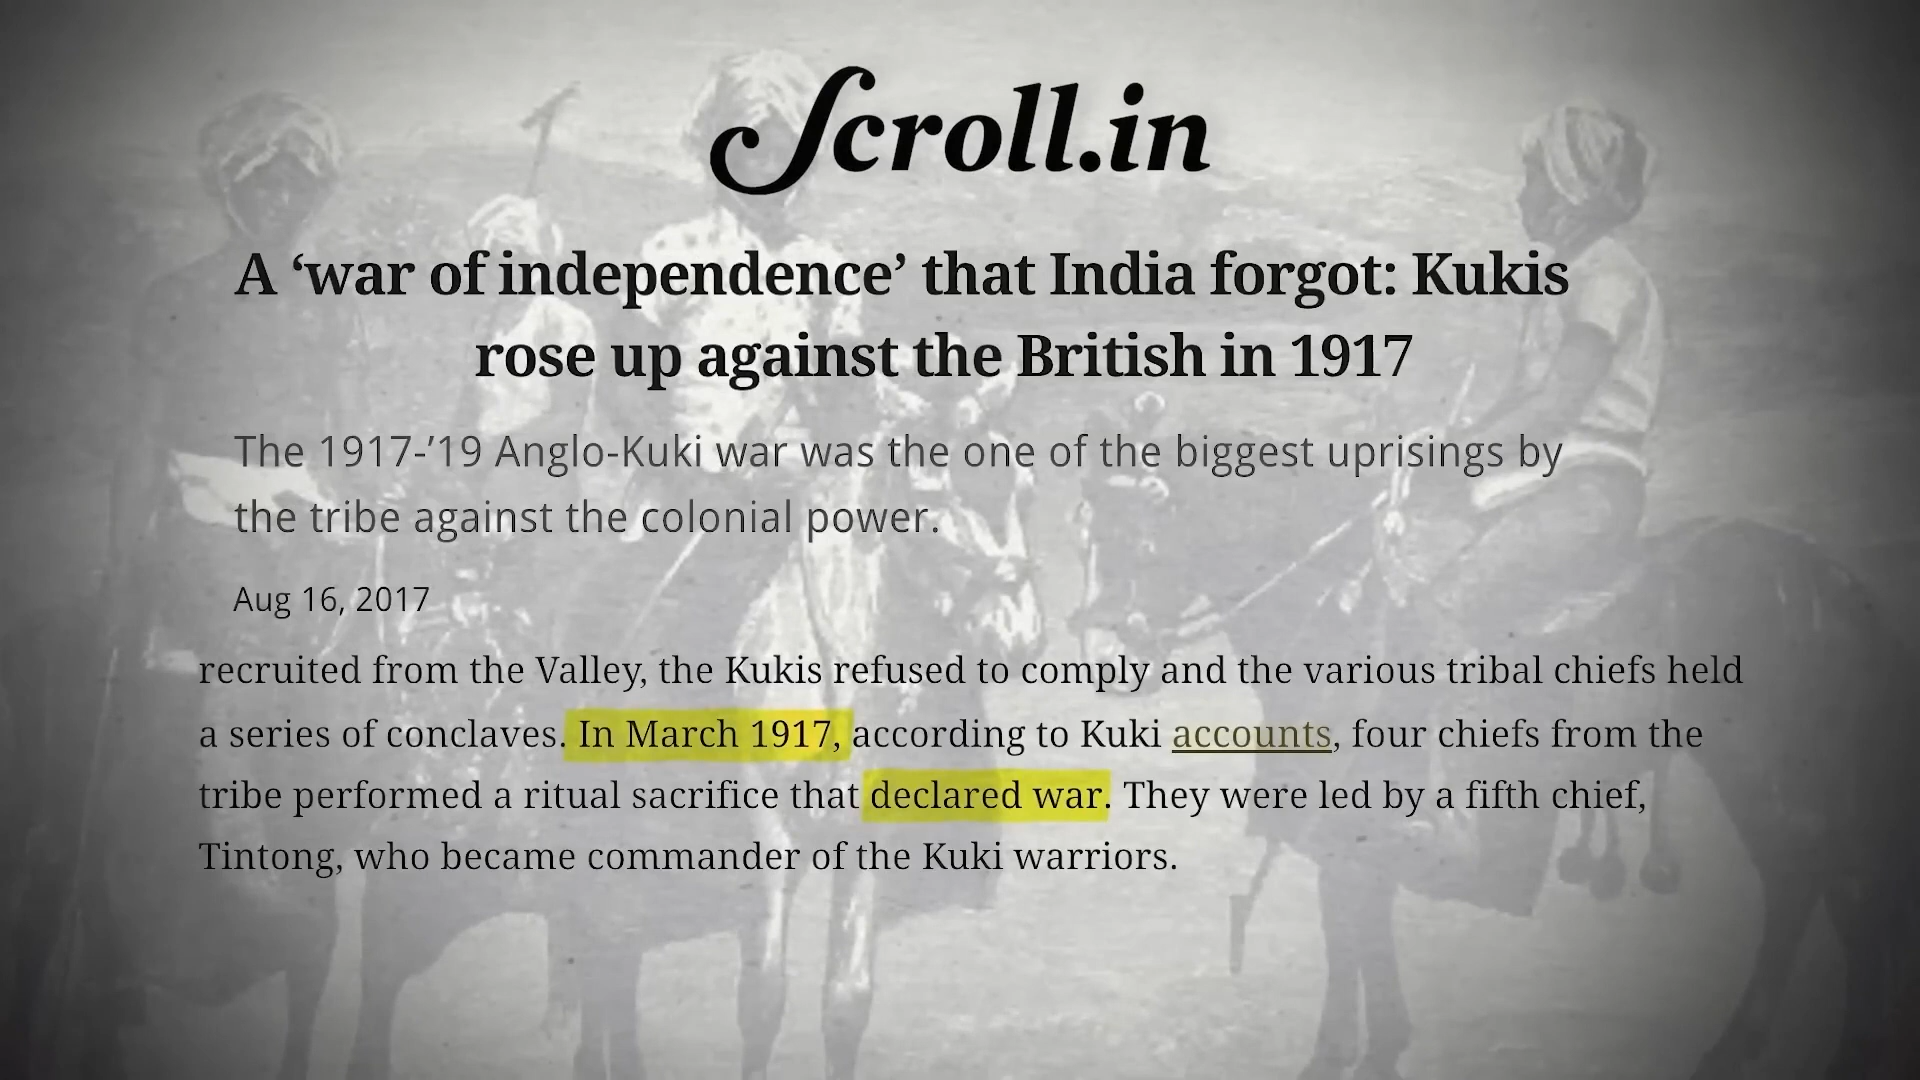 Scroll.in
A ‘war of independence’ that India forgot: Kukis
rose up against the British in 1917
The 1917-’19 Anglo-Kuki war was the one of the biggest uprisings by
the tribe against the colonial power.
Aug 16, 2017
recruited from the Valley, the Kukis refused to comply and the various tribal chiefs held
a series of conclaves. In March 1917, according to Kuki accounts, four chiefs from the
tribe performed a ritual sacrifice that declared war. They were led by a fifth chief,
Tintong, who became commander of the Kuki warriors.